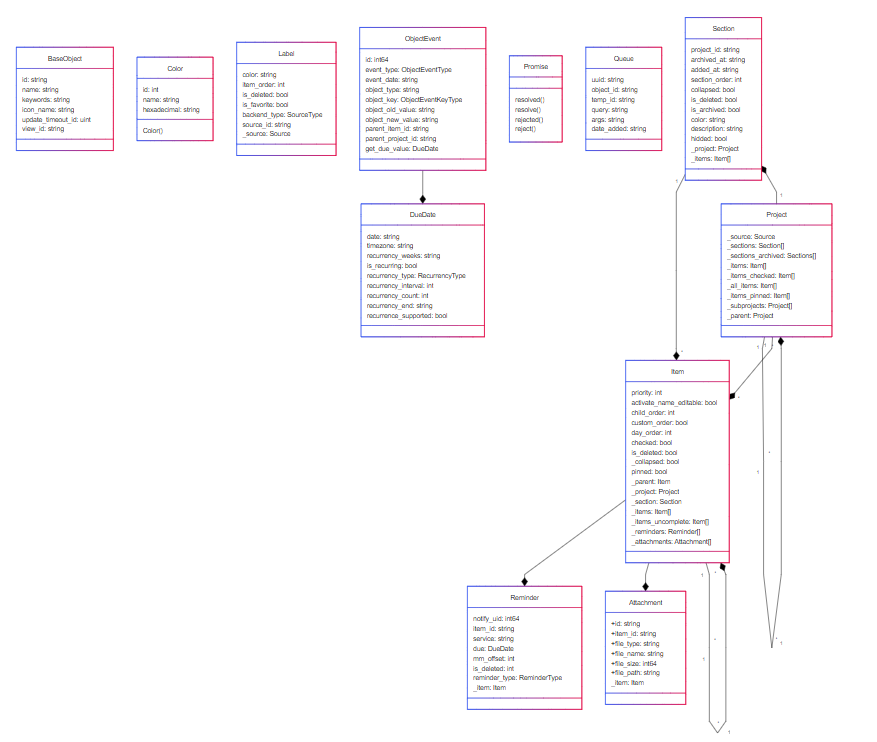 BaseObject
id: string
name: string
keywords: string
icon_name: string
update_timeout_id: uint
view_id: string
Color
id: int
name: string
hexadecimal: string
Color()
Label
color: string
item_order: int
is_deleted: bool
is_favorite: bool
backend_type: SourceType
source_id: string
_source: Source
ObjectEvent
id: int64
event_type: ObjectEventType
event_date: string
object_type: string
object_key: ObjectEventKeyType
object_old_value: string
object_new_value: string
parent_item_id: string
parent_project_id: string
get_due_value: DueDate
Promise
resolved()
resolve()
rejected()
reject()
Queue
uuid: string
object_id: string
temp_id: string
query: string
args: string
date_added: string
Section
project_id: string
archived_at: string
added_at: string
section_order: int
collapsed: bool
is_deleted: bool
is_archived: bool
color: string
description: string
hidded: bool
_project: Project
_items: Item[]
1
1
DueDate
date: string
timezone: string
recurrency_weeks: string
is_recurring: bool
recurrency_type: RecurrencyType
recurrency_interval: int
recurrency_count: int
recurrency_end: string
recurrence_supported: bool
Project
_source: Source
_sections: Section[]
_sections_archived: Sections[]
_items: Item[]
_items_checked: Item[]
_all_items: Item[]
_items_pinned: Item[]
_subprojects: Project[]
_parent: Project
1
1
*
*
*
1
Item
priority: int
activate_name_editable: bool
child_order: int
custom_order: bool
day_order: int
checked: bool
is_deleted: bool
_collapsed: bool
pinned: bool
_parent: Item
_project: Project
_section: Section
_items: Item[]
_items_uncomplete: Item[]
_reminders: Reminder[]
_attachments: Attachment[]
1
*
*
1
*
1
*
1
Reminder
notify_uid: int64
item_id: string
service: string
due: DueDate
mm_offset: int
is_deleted: int
reminder_type: ReminderType
_item: Item
Attachment
+id: string
+item_id: string
+file_type: string
+file_name: string
+file_size: int64
+file_path: string
_item: Item
*
1